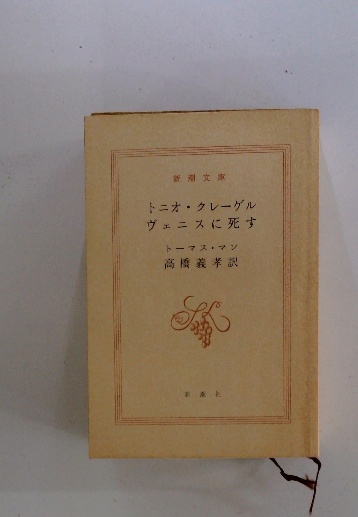 新潮文庫
トニオ・クレーゲル
ヴェニスに死す
トーマス・マン
高橋義孝訳
新潮社